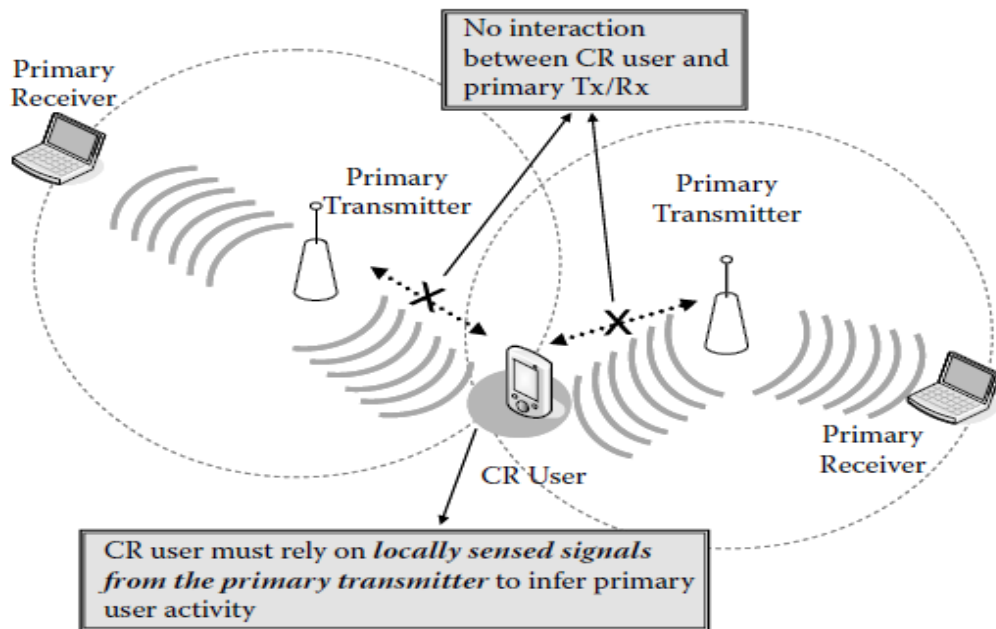 No interaction
between CR user and
primary Tx/Rx
Primary
Receiver
Primary
Transmitter
Primary
Transmitter
CR User
Primary
Receiver
CR user must rely on locally sensed signals
from the primary transmitter to infer primary
user activity